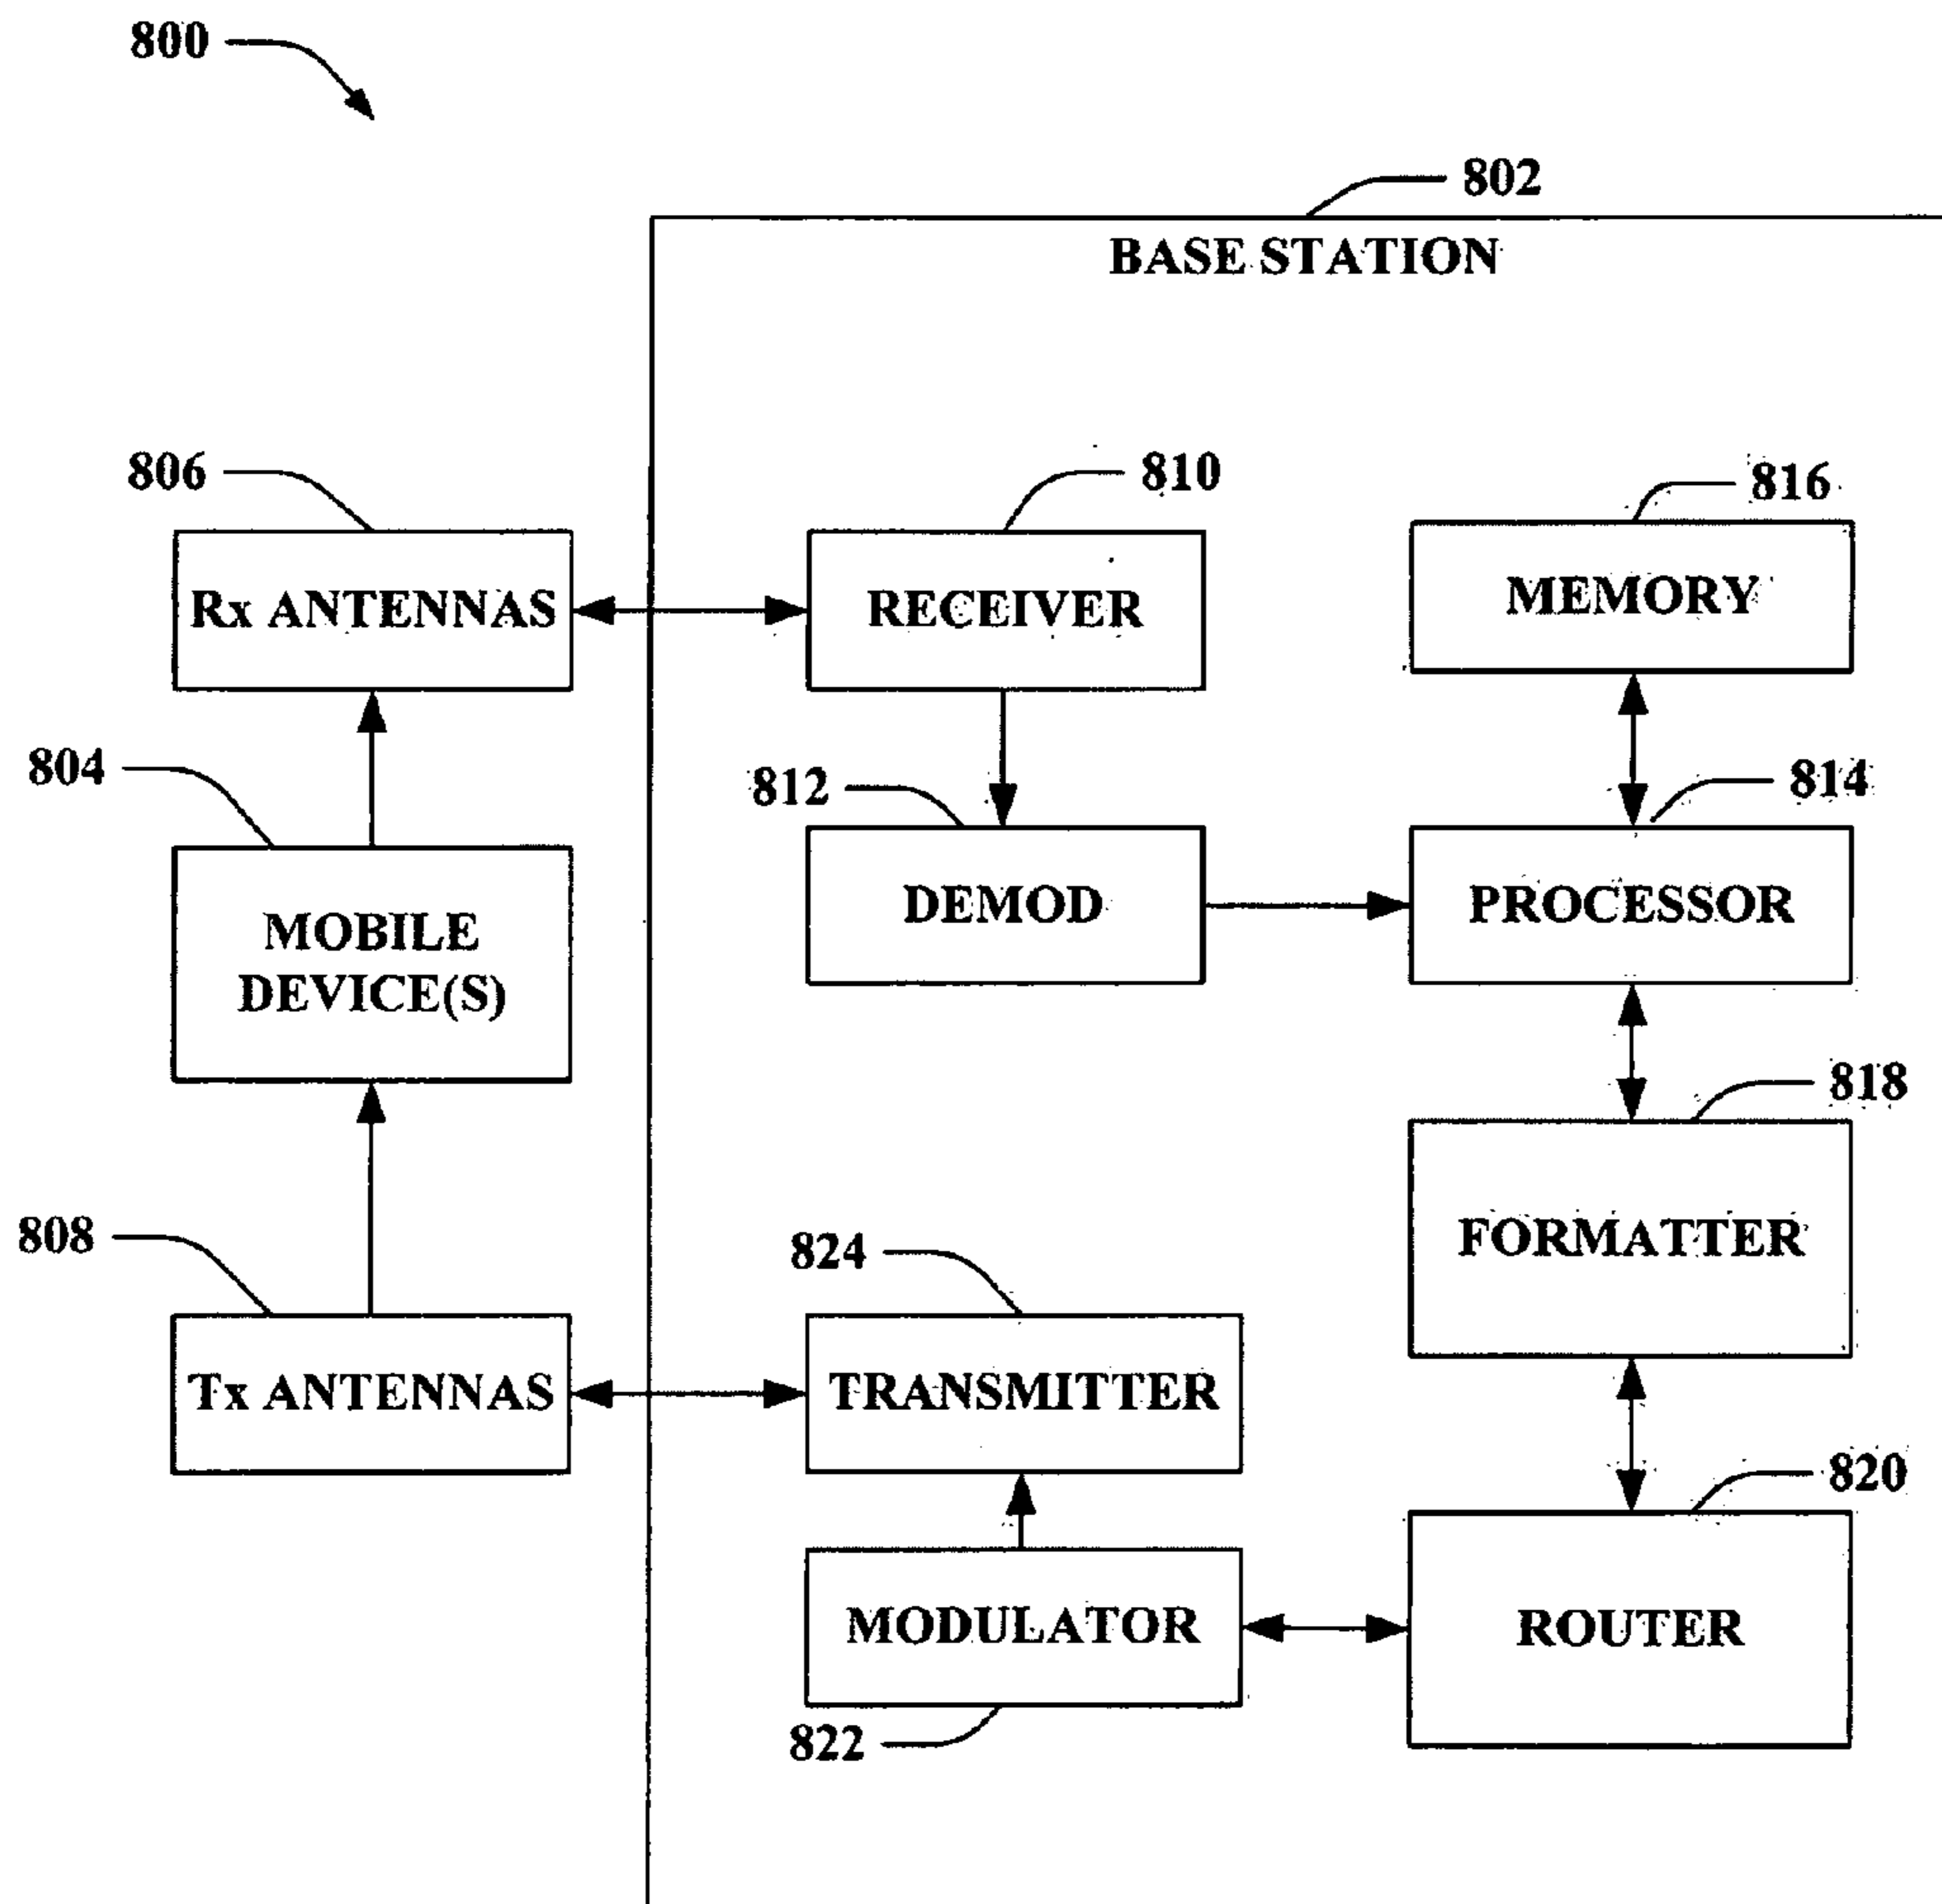 800
802
BASE STATION
806
810
816
Rx ANTENNAS
RECEIVER
MEMORY
804
812
814
MOBILE
DEVICE(S)
DEMOD
PROCESSOR
818
808
824
FORMATTER
Tx ANTENNAS
TRANSMITTER
820
MODULATOR
ROUTER
822